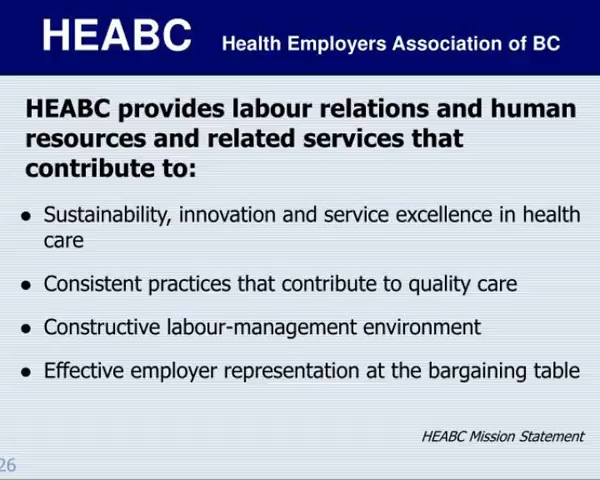 HEABC Health Employers Association of BC
HEABC provides labour relations and human
resources and related services that
contribute to:
● Sustainability, innovation and service excellence in health
care
● Consistent practices that contribute to quality care
● Constructive labour-management environment
● Effective employer representation at the bargaining table
HEABC Mission Statement
26